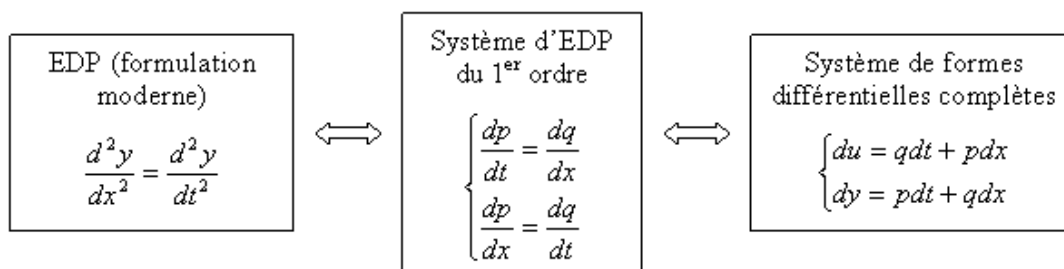 EDP (formulation
moderne)
d²y/dx² = d²y/dt²
Système d'EDP
du 1er ordre
dp/dt = dq/dx
dp/dx = dq/dt
Système de formes
différentielles complètes
du = qdt + pdx
dy = pdt + qdx